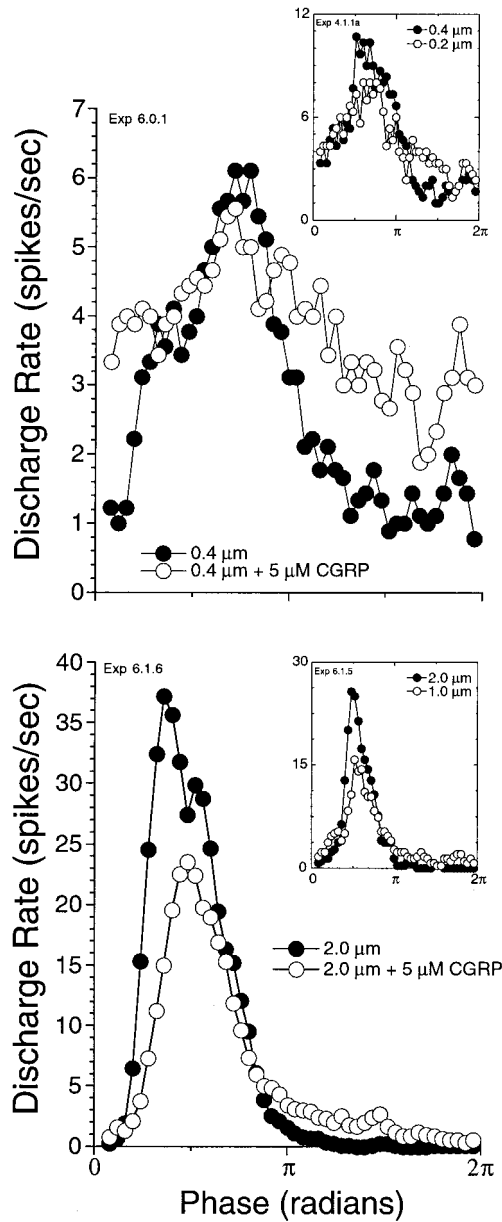 Exp 4.1.1a
0.4 μm
0.2 μm
12
9
6
3
0
π
2π
Exp 6.0.1
7
6
5
4
3
2
1
0
Discharge Rate (spikes/sec)
0.4 μm
0.4 μm + 5 μM CGRP
Exp 6.1.6
40
35
30
25
20
15
10
5
0
Discharge Rate (spikes/sec)
Exp 6.1.5
2.0 μm
1.0 μm
30
15
0
0
π
2π
2.0 μm
2.0 μm + 5 μM CGRP
0
π
2π
Phase (radians)